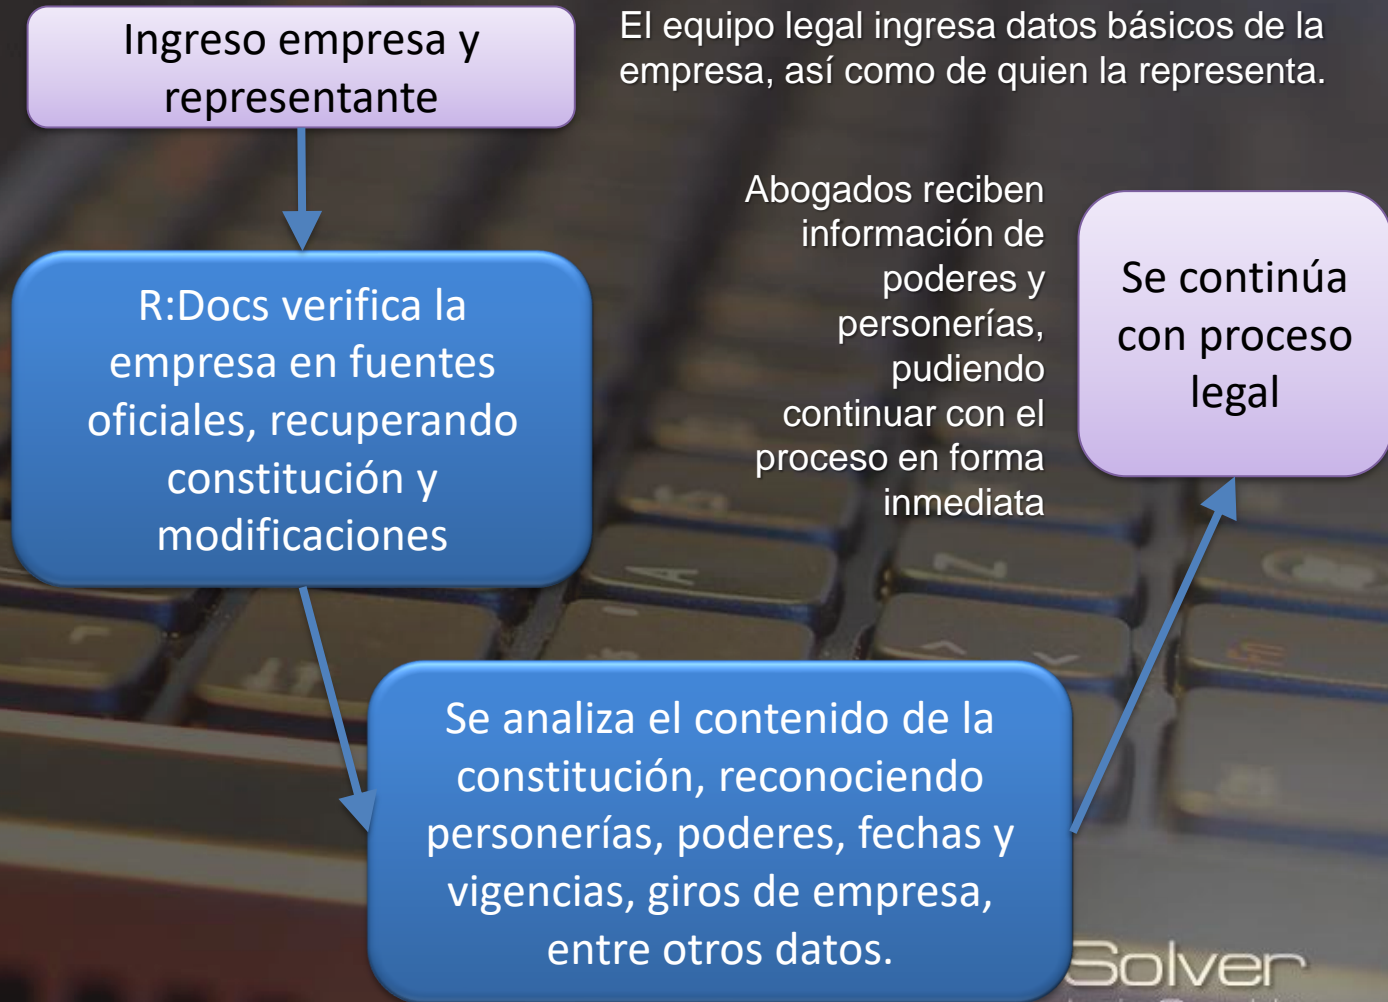 Ingreso empresa y
representante
El equipo legal ingresa datos básicos de la
empresa, así como de quien la representa.
R:Docs verifica la
empresa en fuentes
oficiales, recuperando
constitución y
modificaciones
Abogados reciben
información de
poderes y
personerías,
pudiendo
continuar con el
proceso en forma
inmediata
Se continúa
con proceso
legal
Se analiza el contenido de la
constitución, reconociendo
personerías, poderes, fechas y
vigencias, giros de empresa,
entre otros datos.
Solver